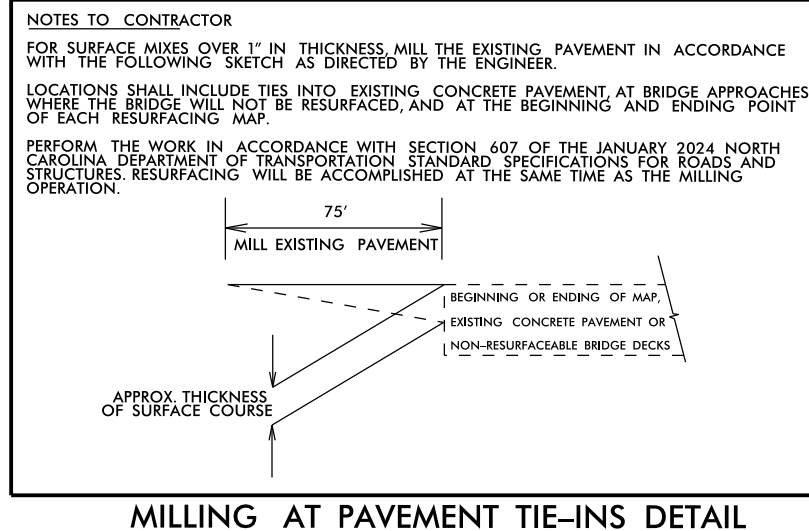 NOTES TO CONTRACTOR
FOR SURFACE MIXES OVER 1" IN THICKNESS, MILL THE EXISTING PAVEMENT IN ACCORDANCE
WITH THE FOLLOWING SKETCH AS DIRECTED BY THE ENGINEER.
LOCATIONS SHALL INCLUDE TIES INTO EXISTING CONCRETE PAVEMENT, AT BRIDGE APPROACHES
WHERE THE BRIDGE WILL NOT BE RESURFACED, AND AT THE BEGINNING AND ENDING POINT
OF EACH RESURFACING MAP.
PERFORM THE WORK IN ACCORDANCE WITH SECTION 607 OF THE JANUARY 2024 NORTH
CAROLINA DEPARTMENT OF TRANSPORTATION STANDARD SPECIFICATIONS FOR ROADS AND
STRUCTURES. RESURFACING WILL BE ACCOMPLISHED AT THE SAME TIME AS THE MILLING
OPERATION.
75'
MILL EXISTING PAVEMENT
BEGINNING OR ENDING OF MAP,
EXISTING CONCRETE PAVEMENT OR
NON-RESURFACEABLE BRIDGE DECKS
APPROX. THICKNESS
OF SURFACE COURSE
MILLING AT PAVEMENT TIE-INS DETAIL